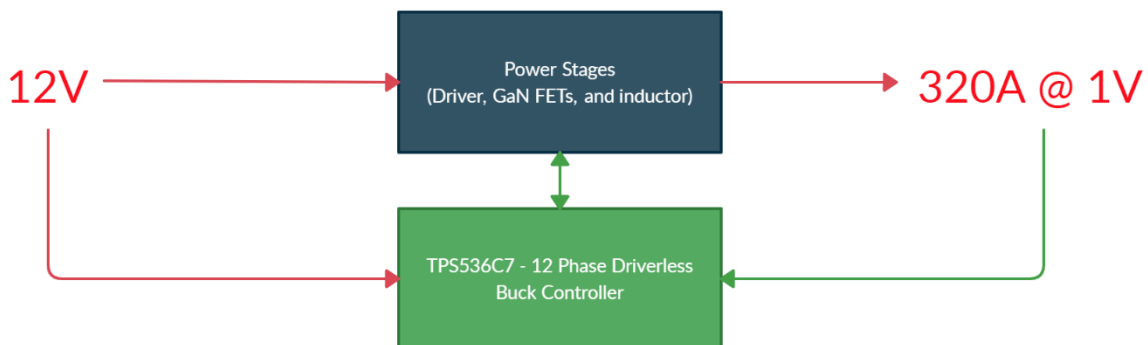 12V
Power Stages
(Driver, GaN FETs, and inductor)
320A @ 1V
TPS536C7 - 12 Phase Driverless
Buck Controller